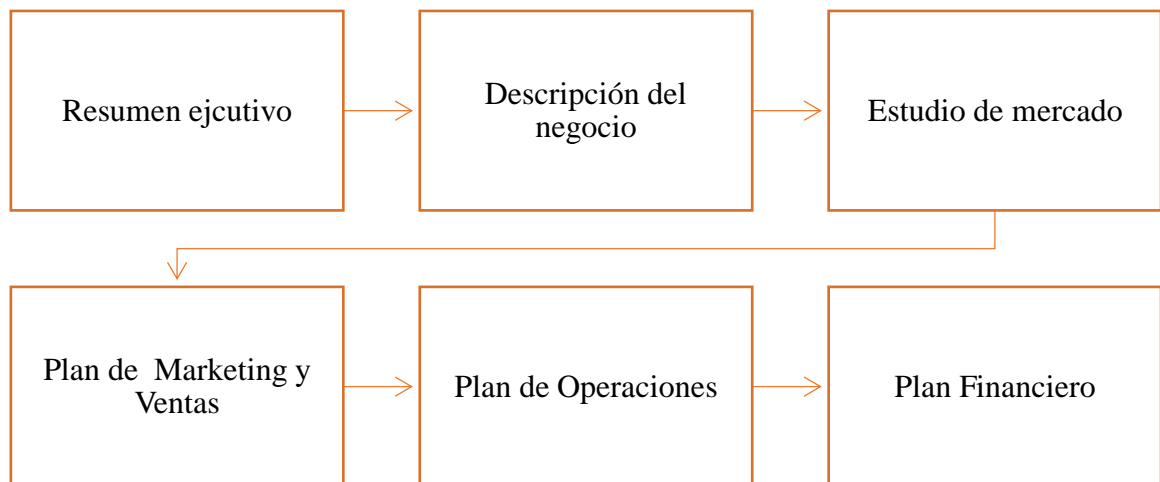 Resumen ejcutivo
Descripción del
negocio
Estudio de mercado
Plan de  Marketing y
Ventas
Plan de Operaciones
Plan Financiero